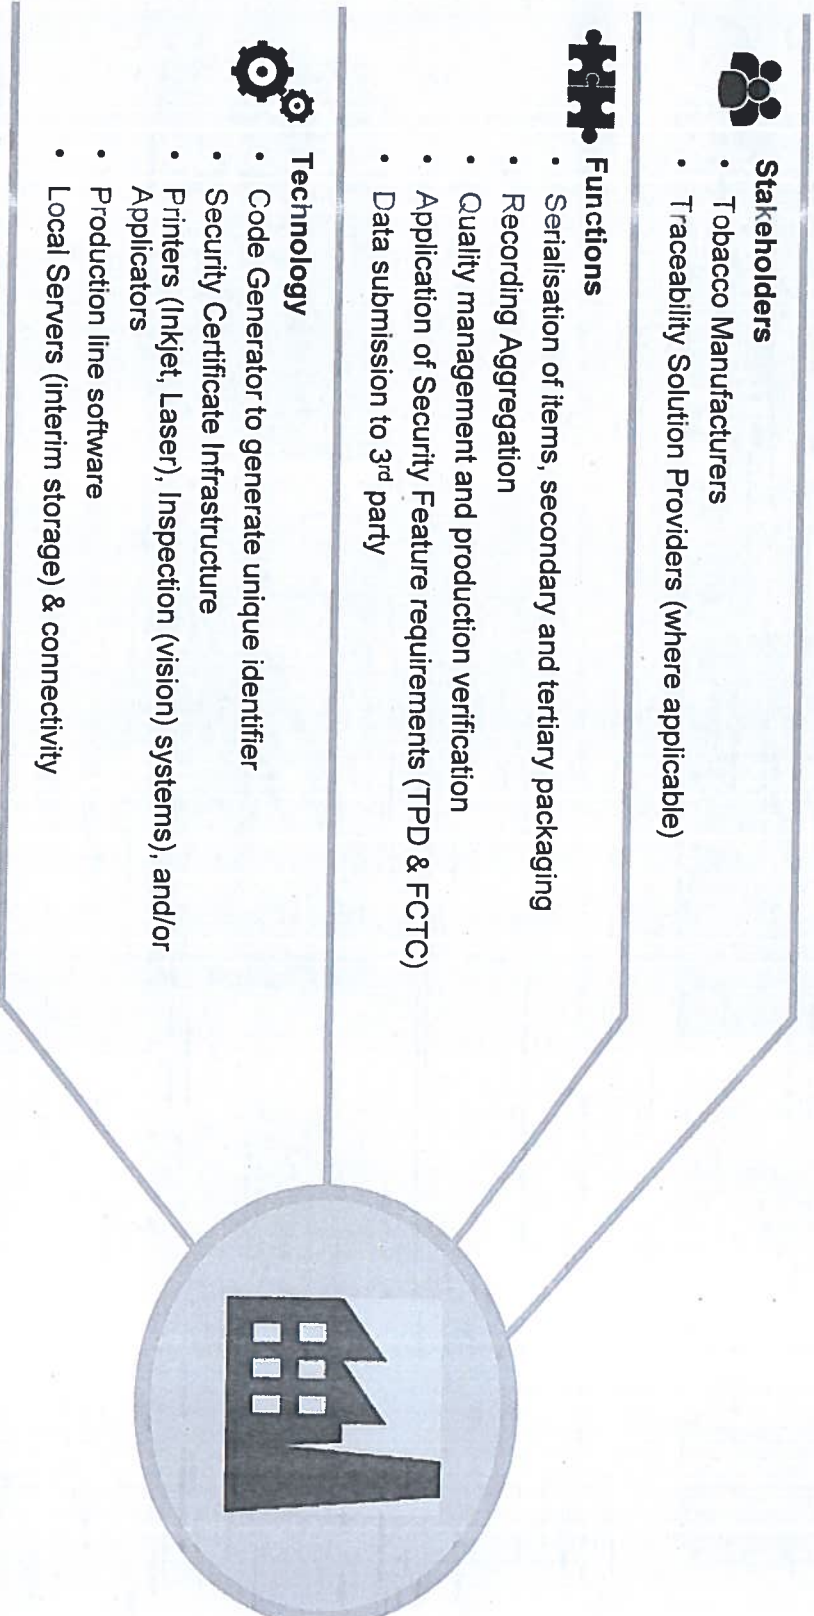 Stakeholders
• Tobacco Manufacturers
• Traceability Solution Providers (where applicable)
Functions
• Serialisation of items, secondary and tertiary packaging
• Recording Aggregation
• Quality management and production verification
• Application of Security Feature requirements (TPD & FCTC)
• Data submission to 3rd party
Technology
• Code Generator to generate unique identifier
• Security Certificate Infrastructure
• Printers (Inkjet, Laser), Inspection (vision) systems), and/or
Applicators
• Production line software
• Local Servers (interim storage) & connectivity